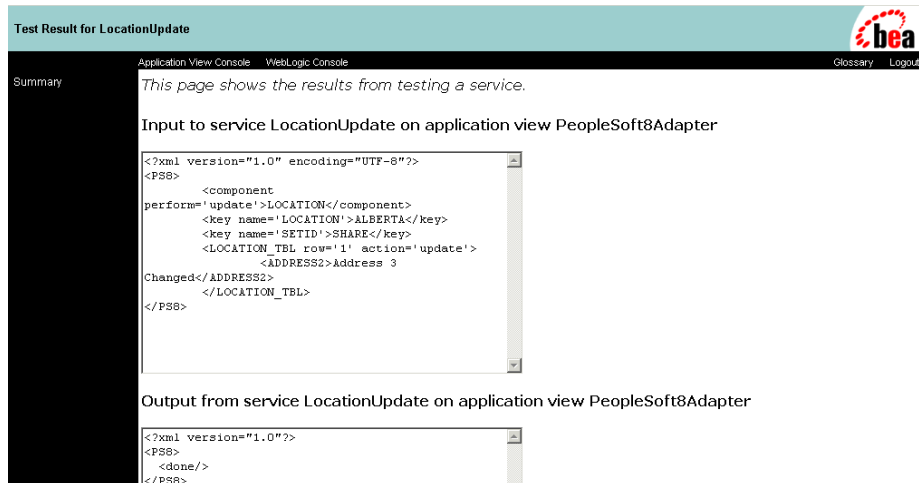 Test Result for LocationUpdate
bea
Application View Console WebLogic Console Glossary Logout
Summary
This page shows the results from testing a service.
Input to service LocationUpdate on application view PeopleSoft8Adapter
<?xml version="1.0" encoding="UTF-8"?>
<PS8>
<component
perform='update'>LOCATION</component>
<key name='LOCATION'>ALBERTA</key>
<key name='SETID'>SHARE</key>
<LOCATION_TBL row='1' action='update'>
<ADDRESS2>Address 3
Changed</ADDRESS2>
</LOCATION_TBL>
</PS8>
Output from service LocationUpdate on application view PeopleSoft8Adapter
<?xml version="1.0"?>
<PS8>
<done/>
</PS8>